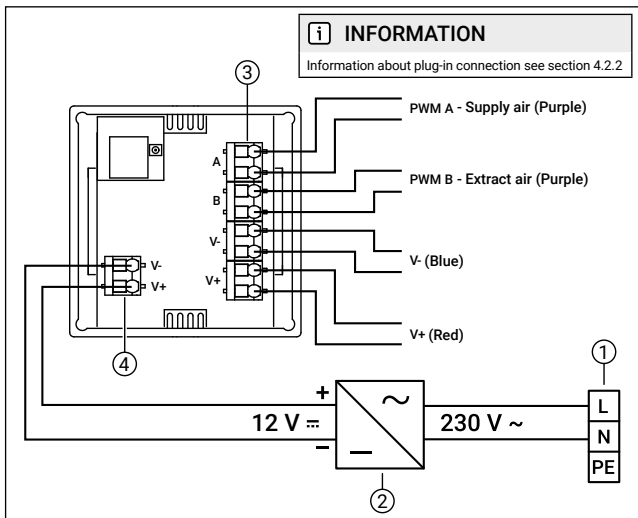 i INFORMATION
Information about plug-in connection see section 4.2.2
3
PWM A - Supply air (Purple)
A
PWM B - Extract air (Purple)
B
V-
V- (Blue)
V-
V+
V+
V+ (Red)
4
1
+
12 V ⎓
−
~
—
230 V ~
L
N
PE
2